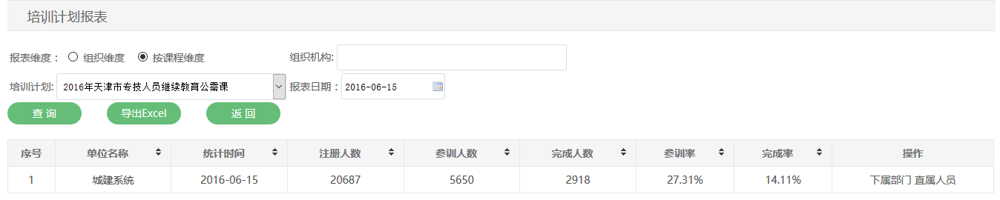 培训计划报表
报表维度： 组织维度 按课程维度 组织机构:
培训计划: 2016年天津市专技人员继续教育公需课 报表日期： 2016-06-15
查 询 导出Excel 返 回
序号 单位名称 统计时间 注册人数 参训人数 完成人数 参训率 完成率 操作
1 城建系统 2016-06-15 20687 5650 2918 27.31% 14.11% 下属部门 直属人员